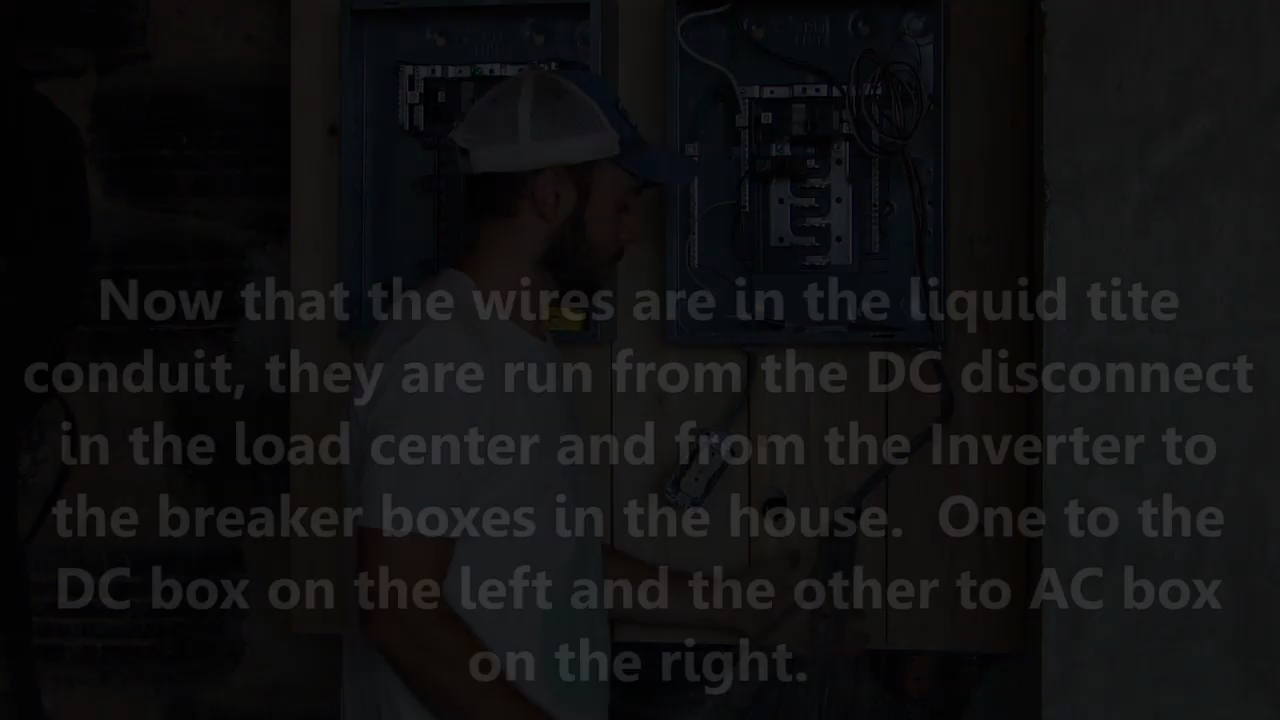 Now that the wires are in the liquid tite
conduit, they are run from the DC disconnect
in the load center and from the Inverter to
the breaker boxes in the house.  One to the
DC box on the left and the other to AC box
on the right.